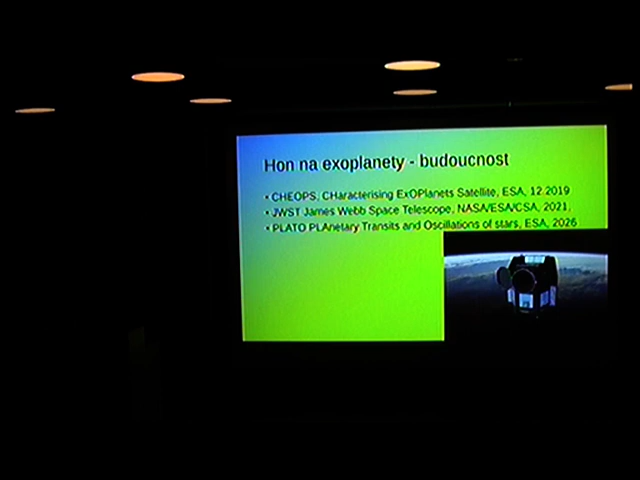 Hon na exoplanety - budoucnost
• CHEOPS, CHaracterising ExOPlanets Satellite, ESA, 12.2019
• JWST James Webb Space Telescope, NASA/ESA/CSA, 2021,
• PLATO PLAnetary Transits and Oscillations of stars, ESA, 2026